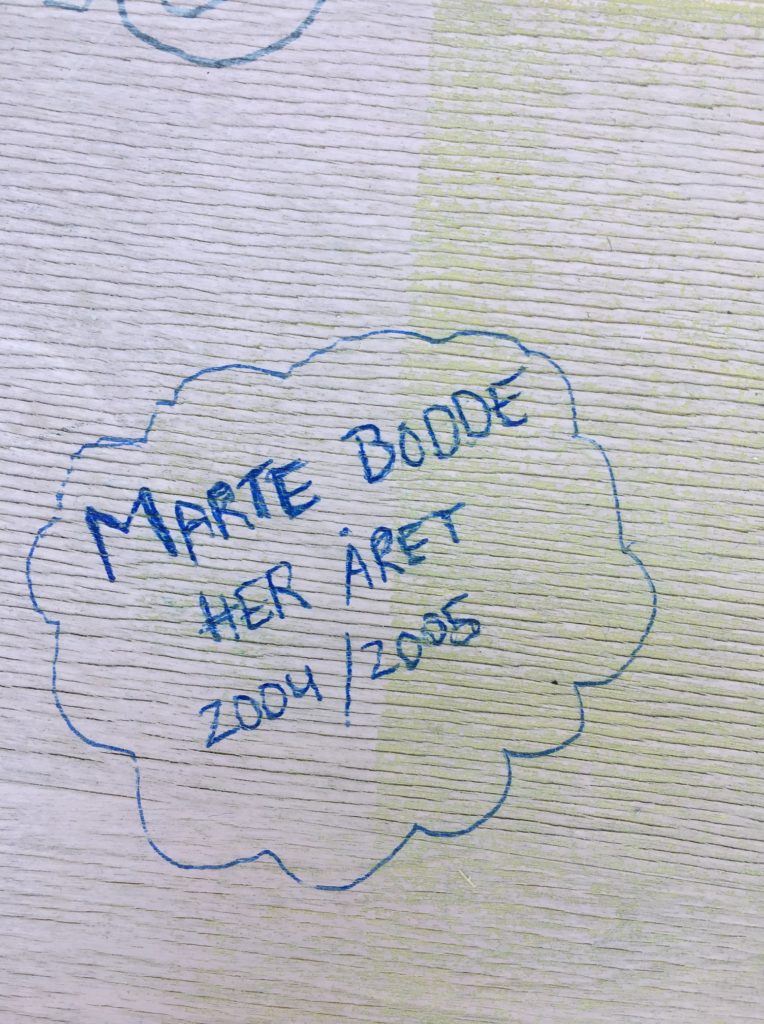 MARTE BODDE
HER ÅRET
2004/2005